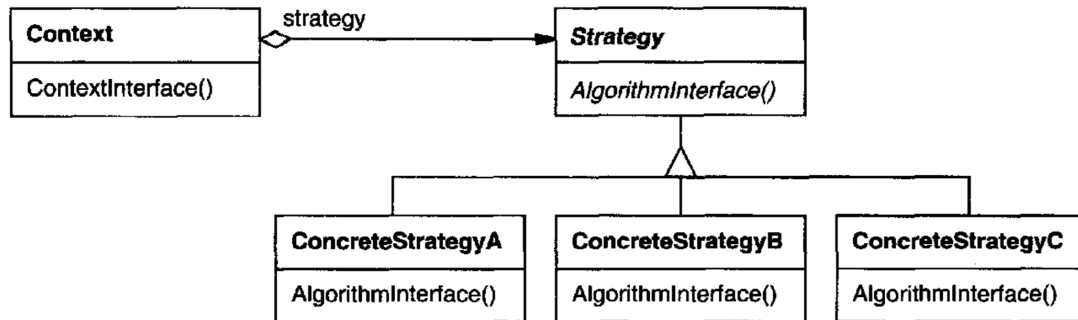 Context
strategy
Strategy
ContextInterface()
AlgorithmInterface()
ConcreteStrategyA
ConcreteStrategyB
ConcreteStrategyC
AlgorithmInterface()
AlgorithmInterface()
AlgorithmInterface()